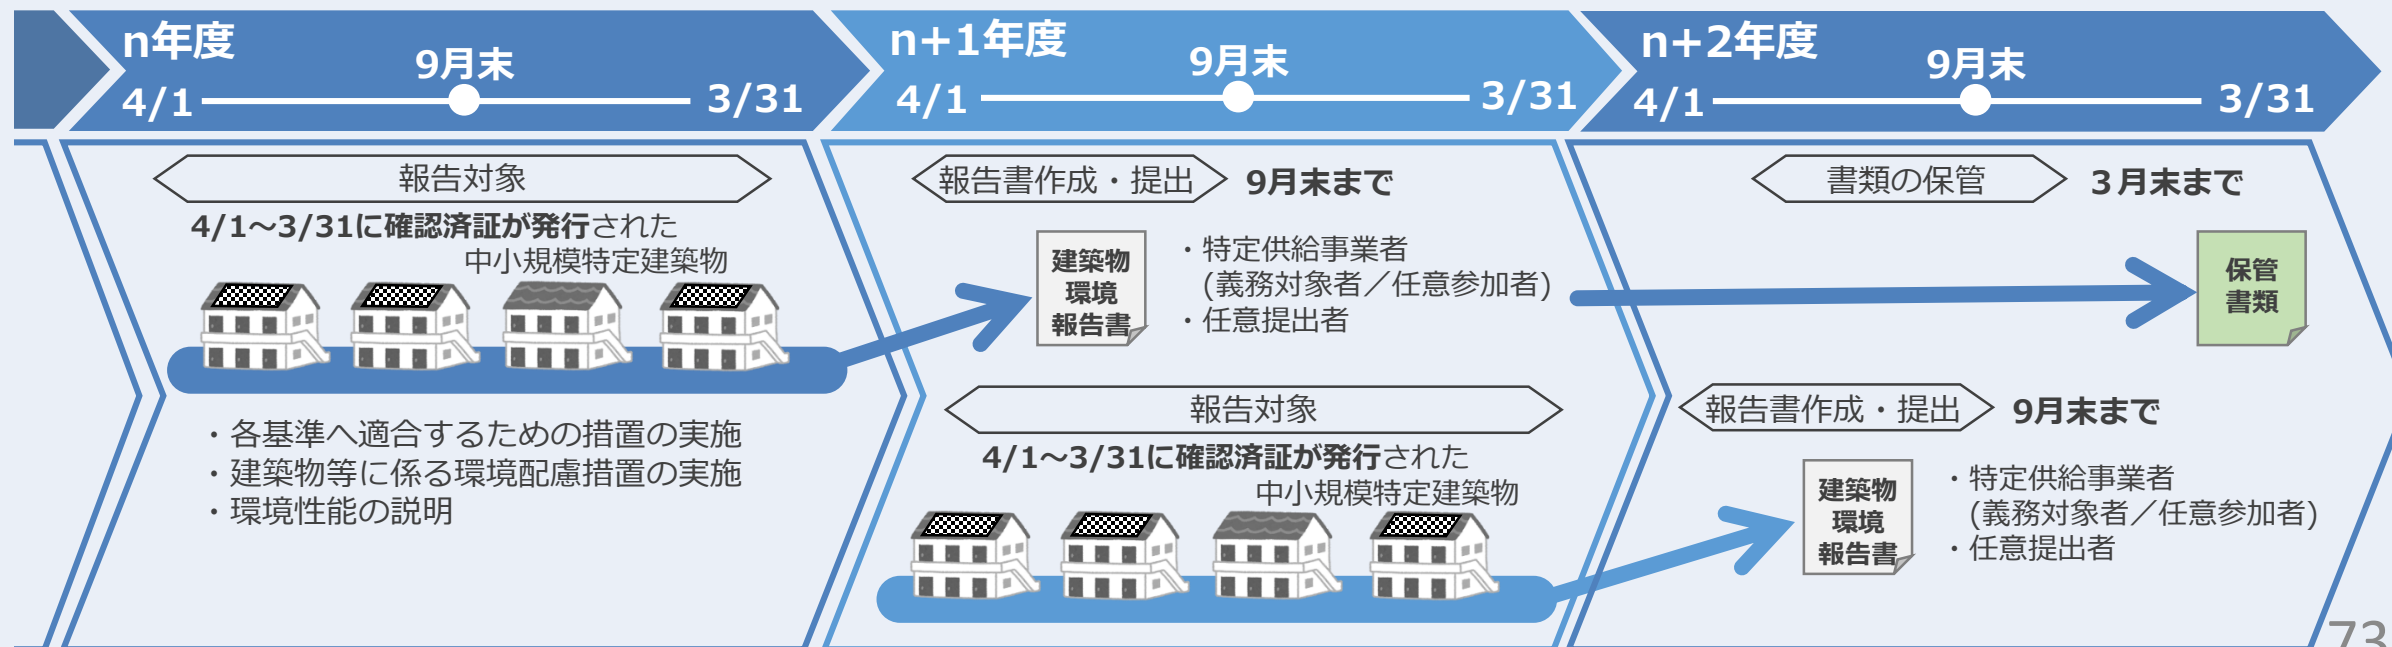 n年度
9月末
4/1
3/31
n+1年度
9月末
4/1
3/31
n+2年度
9月末
4/1
3/31
報告対象
4/1～3/31に確認済証が発行された
中小規模特定建築物
・各基準へ適合するための措置の実施
・建築物等に係る環境配慮措置の実施
・環境性能の説明
報告書作成・提出
9月末まで
建築物
環境
報告書
・特定供給事業者
(義務対象者／任意参加者)
・任意提出者
報告対象
4/1～3/31に確認済証が発行された
中小規模特定建築物
書類の保管
３月末まで
保管
書類
報告書作成・提出
9月末まで
建築物
環境
報告書
・特定供給事業者
(義務対象者／任意参加者)
・任意提出者
73